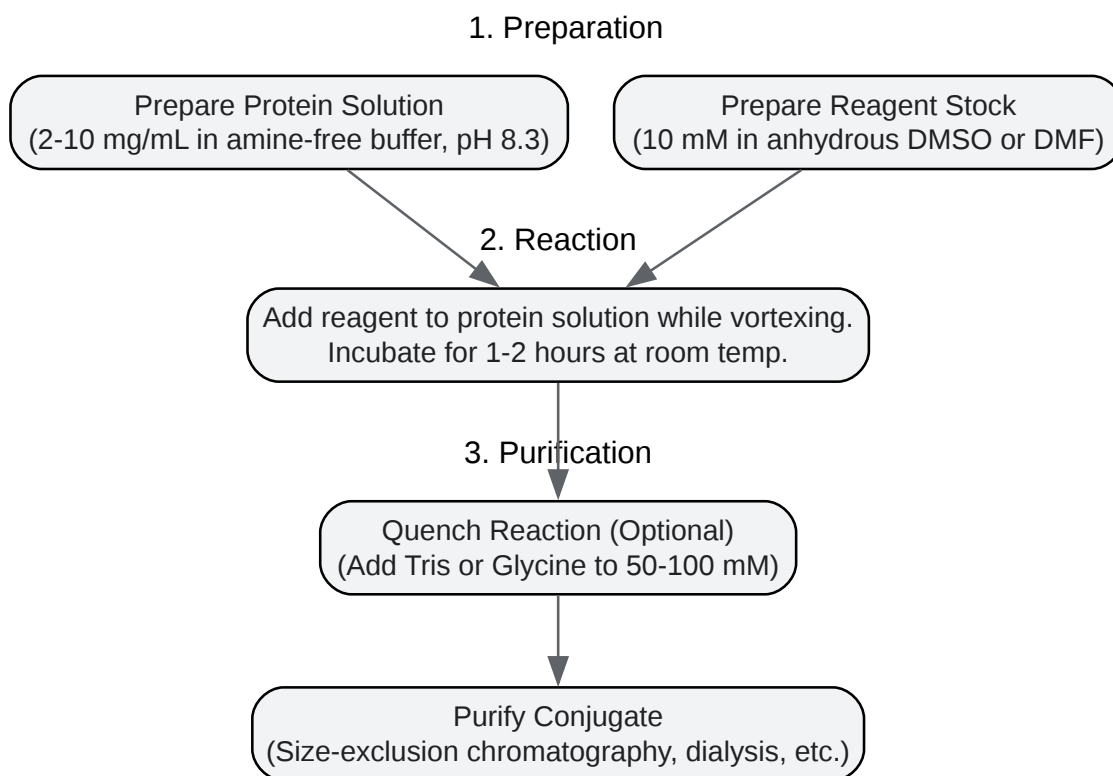 1. Preparation
Prepare Protein Solution
(2-10 mg/mL in amine-free buffer, pH 8.3)
Prepare Reagent Stock
(10 mM in anhydrous DMSO or DMF)
2. Reaction
Add reagent to protein solution while vortexing.
Incubate for 1-2 hours at room temp.
3. Purification
Quench Reaction (Optional)
(Add Tris or Glycine to 50-100 mM)
Purify Conjugate
(Size-exclusion chromatography, dialysis, etc.)